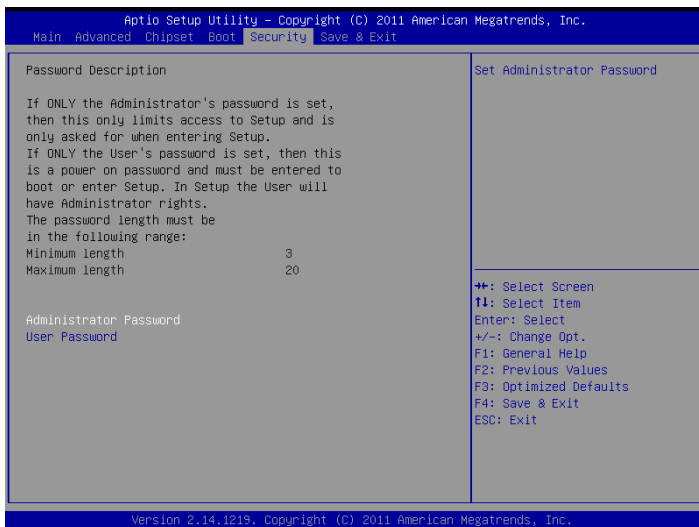 Aptio Setup Utility – Copyright (C) 2011 American Megatrends, Inc.
Main Advanced Chipset Boot Security Save & Exit
Password Description
If ONLY the Administrator's password is set,
then this only limits access to Setup and is
only asked for when entering Setup.
If ONLY the User's password is set, then this
is a power on password and must be entered to
boot or enter Setup. In Setup the User will
have Administrator rights.
The password length must be
in the following range:
Minimum length 3
Maximum length 20
Administrator Password
User Password
Set Administrator Password
→←: Select Screen
↑↓: Select Item
Enter: Select
+/-: Change Opt.
F1: General Help
F2: Previous Values
F3: Optimized Defaults
F4: Save & Exit
ESC: Exit
Version 2.14.1219. Copyright (C) 2011 American Megatrends, Inc.